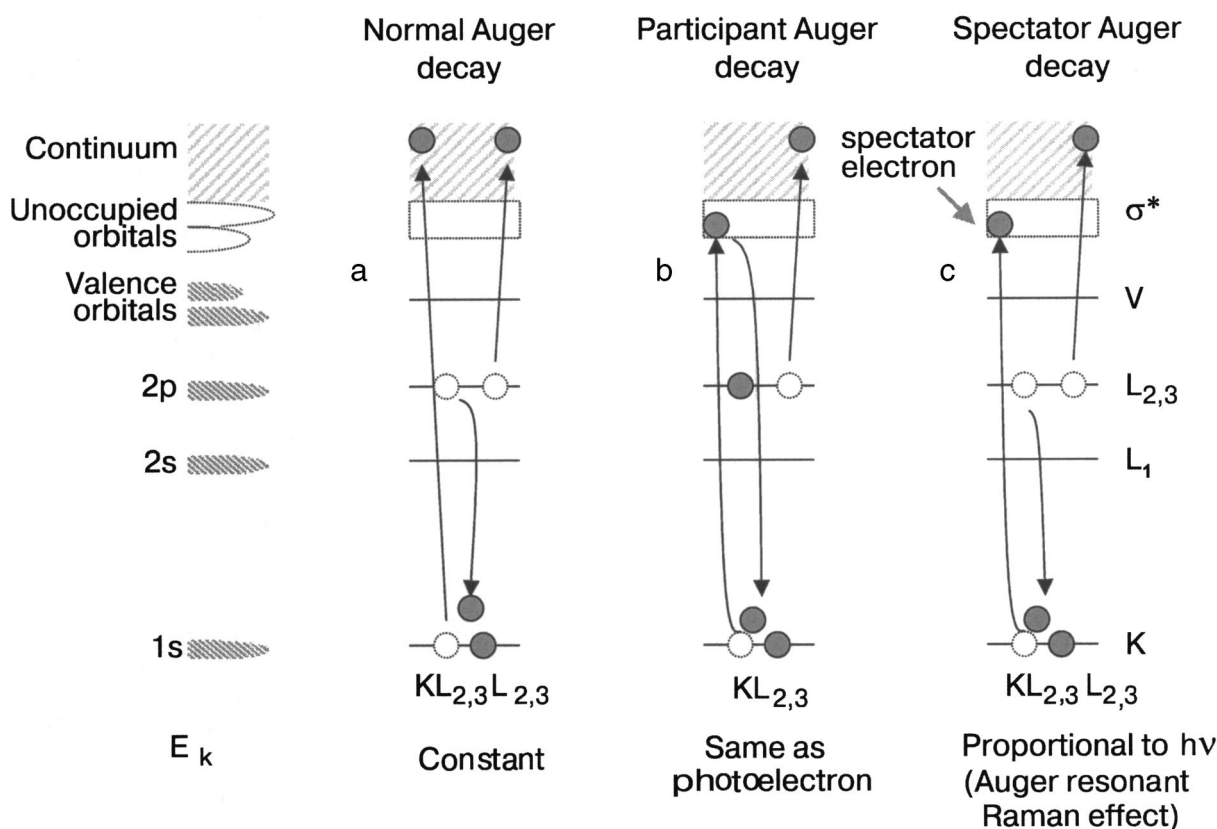 Normal Auger
decay
Participant Auger
decay
Spectator Auger
decay
Continuum
Unoccupied
orbitals
Valence
orbitals
2p
2s
1s
E k
a
KL2,3L 2,3
Constant
b
KL2,3
Same as
photoelectron
spectator
electron
c
σ*
V
L2,3
L1
K
KL2,3 L2,3
Proportional to hν
(Auger resonant
Raman effect)